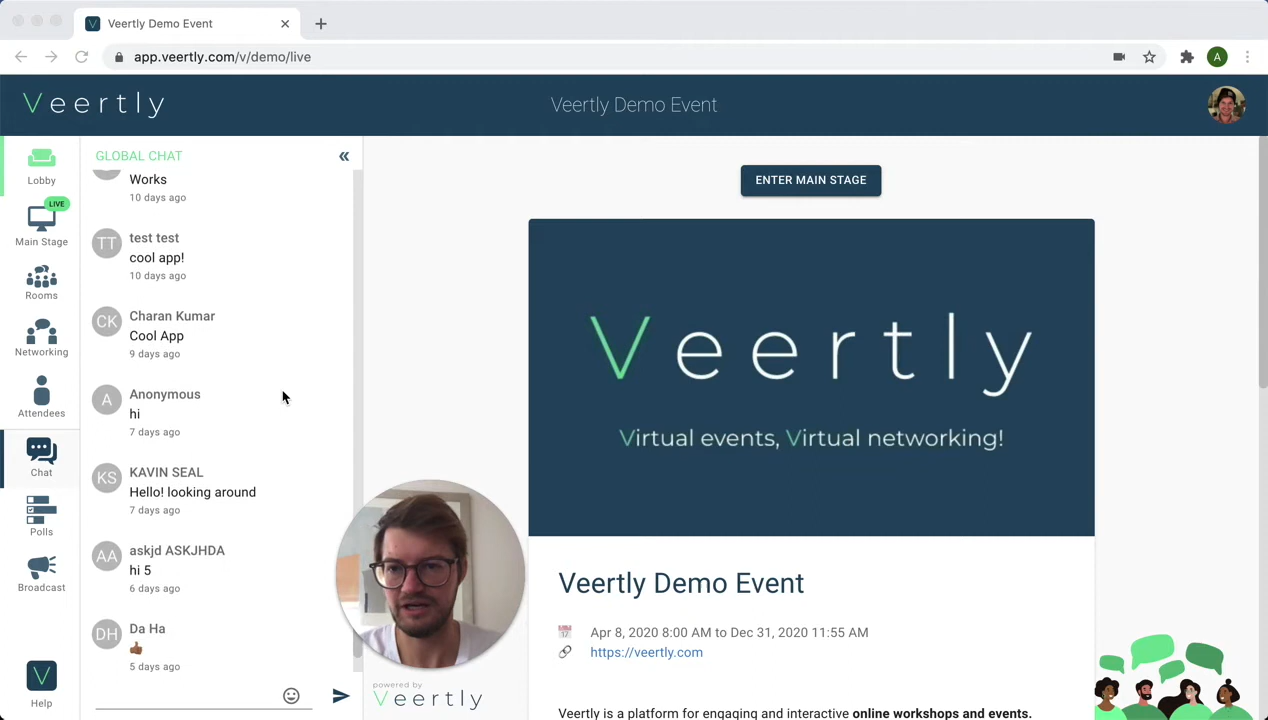 Veertly Demo Event
app.veertly.com/v/demo/live
A
Veertly
Veertly Demo Event
Lobby
LIVE
Main Stage
Rooms
Networking
Attendees
Chat
Polls
Broadcast
V
Help
GLOBAL CHAT
«
Works
10 days ago
TT
test test
cool app!
10 days ago
CK
Charan Kumar
Cool App
9 days ago
A
Anonymous
hi
7 days ago
KS
KAVIN SEAL
Hello! looking around
7 days ago
AA
askjd ASKJHDA
hi 5
6 days ago
DH
Da Ha
5 days ago
powered by
Veertly
ENTER MAIN STAGE
Veertly
Virtual events, Virtual networking!
Veertly Demo Event
Apr 8, 2020 8:00 AM to Dec 31, 2020 11:55 AM
https://veertly.com
Veertly is a platform for engaging and interactive online workshops and events.